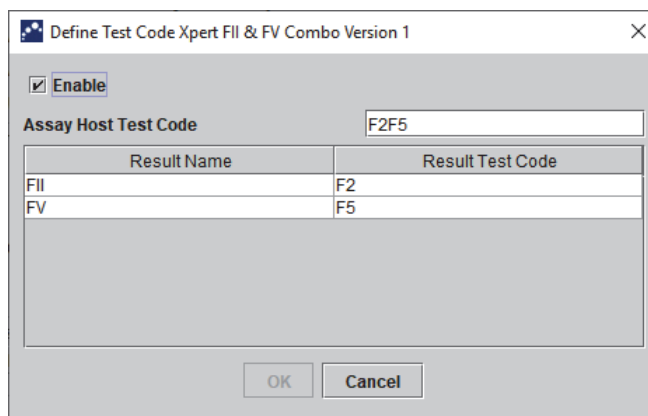 Define Test Code Xpert FII & FV Combo Version 1
Enable
Assay Host Test Code F2F5
Result Name Result Test Code
FII F2
FV F5
OK Cancel